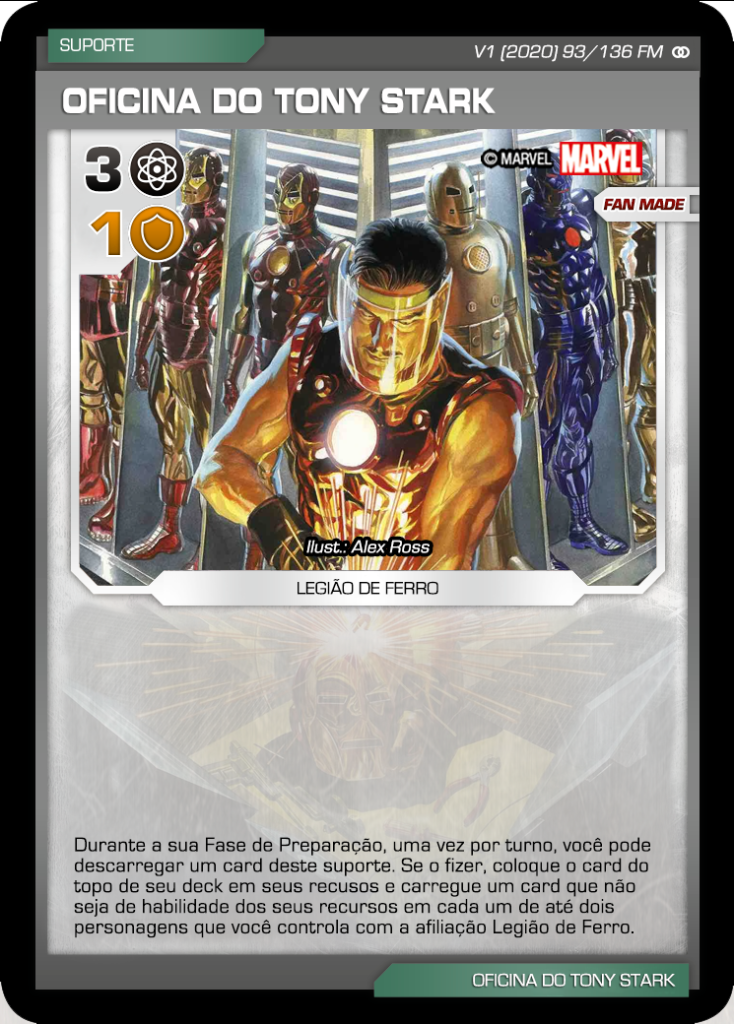 SUPORTE
V1 (2020) 93/136 FM
OFICINA DO TONY STARK
3
© MARVEL MARVEL
1
FAN MADE
Ilust.: Alex Ross
LEGIÃO DE FERRO
Durante a sua Fase de Preparação, uma vez por turno, você pode
descarregar um card deste suporte. Se o fizer, coloque o card do
topo de seu deck em seus recusos e carregue um card que não
seja de habilidade dos seus recursos em cada um de até dois
personagens que você controla com a afiliação Legião de Ferro.
OFICINA DO TONY STARK